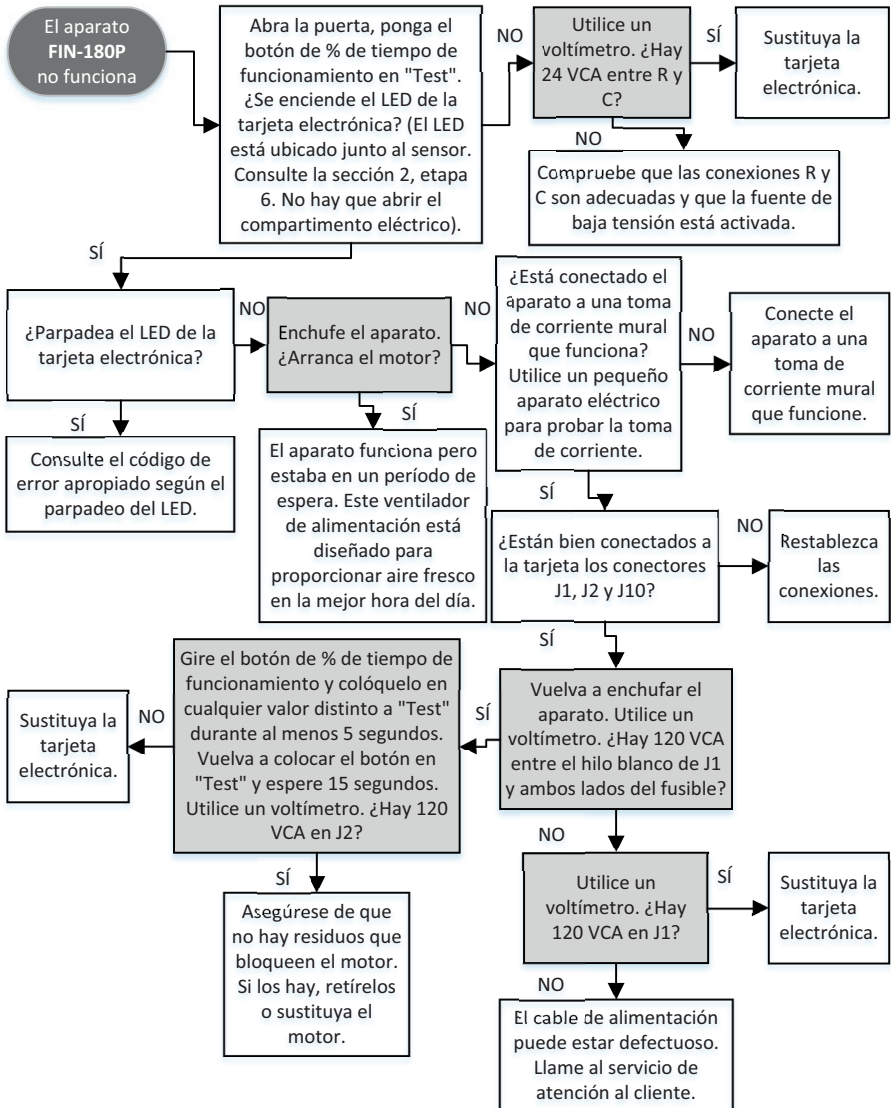 El aparato
FIN-180P
no funciona
Abra la puerta, ponga el
botón de % de tiempo de
funcionamiento en "Test".
¿Se enciende el LED de la
tarjeta electrónica? (El LED
está ubicado junto al sensor.
Consulte la sección 2, etapa
6. No hay que abrir el
compartimento eléctrico).
NO
Utilice un
voltímetro. ¿Hay
24 VCA entre R y
C?
SÍ
Sustituya la
tarjeta
electrónica.
NO
Compruebe que las conexiones R y
C son adecuadas y que la fuente de
baja tensión está activada.
SÍ
¿Parpadea el LED de la
tarjeta electrónica?
NO
Enchufe el aparato.
¿Arranca el motor?
NO
¿Está conectado el
aparato a una toma
de corriente mural
que funciona?
Utilice un pequeño
aparato eléctrico
para probar la toma
de corriente.
NO
Conecte el
aparato a una
toma de
corriente mural
que funcione.
SÍ
Consulte el código de
error apropiado según el
parpadeo del LED.
SÍ
El aparato funciona pero
estaba en un período de
espera. Este ventilador
de alimentación está
diseñado para
proporcionar aire fresco
en la mejor hora del día.
SÍ
¿Están bien conectados a
la tarjeta los conectores
J1, J2 y J10?
NO
Restablezca
las
conexiones.
SÍ
Vuelva a enchufar el
aparato. Utilice un
voltímetro. ¿Hay 120 VCA
entre el hilo blanco de J1
y ambos lados del fusible?
SÍ
Gire el botón de % de tiempo de
funcionamiento y colóquelo en
cualquier valor distinto a "Test"
durante al menos 5 segundos.
Vuelva a colocar el botón en
"Test" y espere 15 segundos.
Utilice un voltímetro. ¿Hay 120
VCA en J2?
NO
Sustituya la
tarjeta
electrónica.
SÍ
Asegúrese de que
no hay residuos que
bloqueen el motor.
Si los hay, retírelos
o sustituya el
motor.
NO
Utilice un
voltímetro. ¿Hay
120 VCA en J1?
SÍ
Sustituya la
tarjeta
electrónica.
NO
El cable de alimentación
puede estar defectuoso.
Llame al servicio de
atención al cliente.